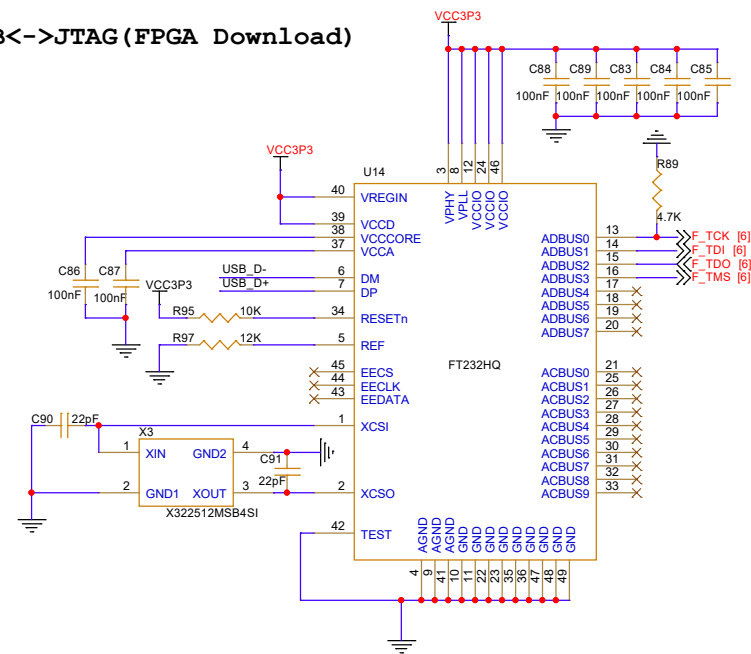 VCC3P3
B<->JTAG(FPGA Download)
C88 C89 C83 C84 C85
100nF 100nF 100nF 100nF 100nF
VCC3P3
U14
R89
4.7K
3 8 12 24 46
VPHY VPLL VCCIO VCCIO VCCIO
40 VREGIN
39 VCCD
38 VCCCORE
37 VCCA
C86 C87
100nF 100nF
USB_D- 6 DM
USB_D+ 7 DP
VCC3P3
R95 10K 34 RESETn
R97 12K 5 REF
45 EECS
44 EECLK
43 EEDATA
FT232HQ
ADBUS0 13 F_TCK [6]
ADBUS1 14 F_TDI [6]
ADBUS2 15 F_TDO [6]
ADBUS3 16 F_TMS [6]
ADBUS4 17
ADBUS5 18
ADBUS6 19
ADBUS7 20
ACBUS0 21
ACBUS1 25
ACBUS2 26
ACBUS3 27
ACBUS4 28
ACBUS5 29
ACBUS6 30
ACBUS7 31
ACBUS8 32
ACBUS9 33
C90 22pF 1 XCSI
X3
1 XIN GND2 4
C91
22pF
2 GND1 XOUT 3 2 XCSO
X322512MSB4SI
42 TEST
AGND AGND AGND GND GND GND GND GND GND GND GND GND
4 9 41 10 11 22 23 35 36 47 48 49